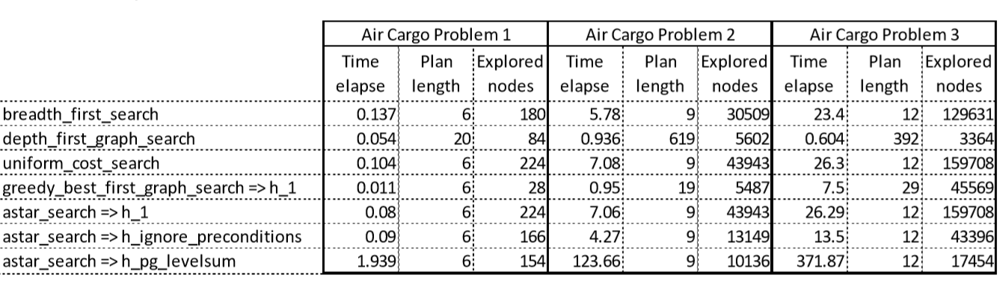 Air Cargo Problem 1 Air Cargo Problem 2 Air Cargo Problem 3
Time Plan Explored Time Plan Explored Time Plan Explored
elapse length nodes elapse length nodes elapse length nodes
breadth_first_search 0.137 6 180 5.78 9 30509 23.4 12 129631
depth_first_graph_search 0.054 20 84 0.936 619 5602 0.604 392 3364
uniform_cost_search 0.104 6 224 7.08 9 43943 26.3 12 159708
greedy_best_first_graph_search => h_1 0.011 6 28 0.95 19 5487 7.5 29 45569
astar_search => h_1 0.08 6 224 7.06 9 43943 26.29 12 159708
astar_search => h_ignore_preconditions 0.09 6 166 4.27 9 13149 13.5 12 43396
astar_search => h_pg_levelsum 1.939 6 154 123.66 9 10136 371.87 12 17454